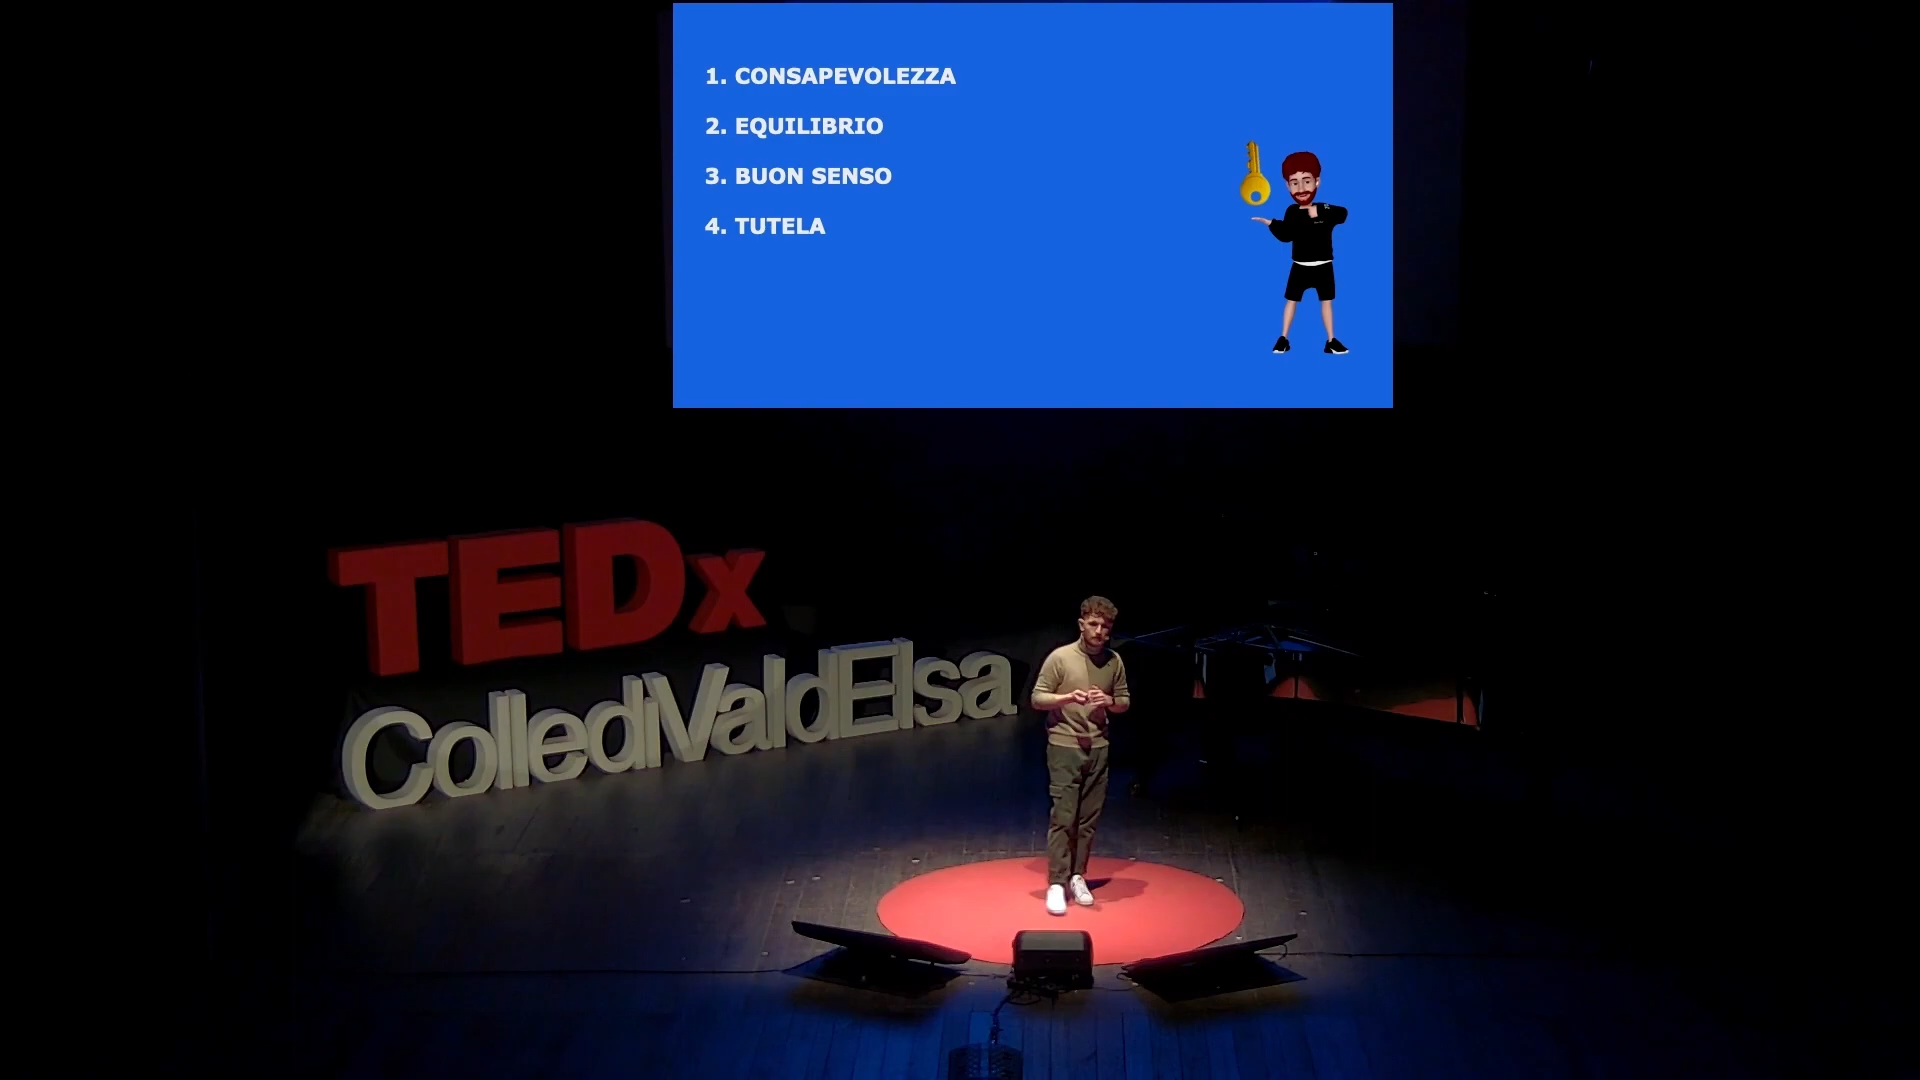 1. CONSAPEVOLEZZA
2. EQUILIBRIO
3. BUON SENSO
4. TUTELA
TEDx
CollediValdElsa